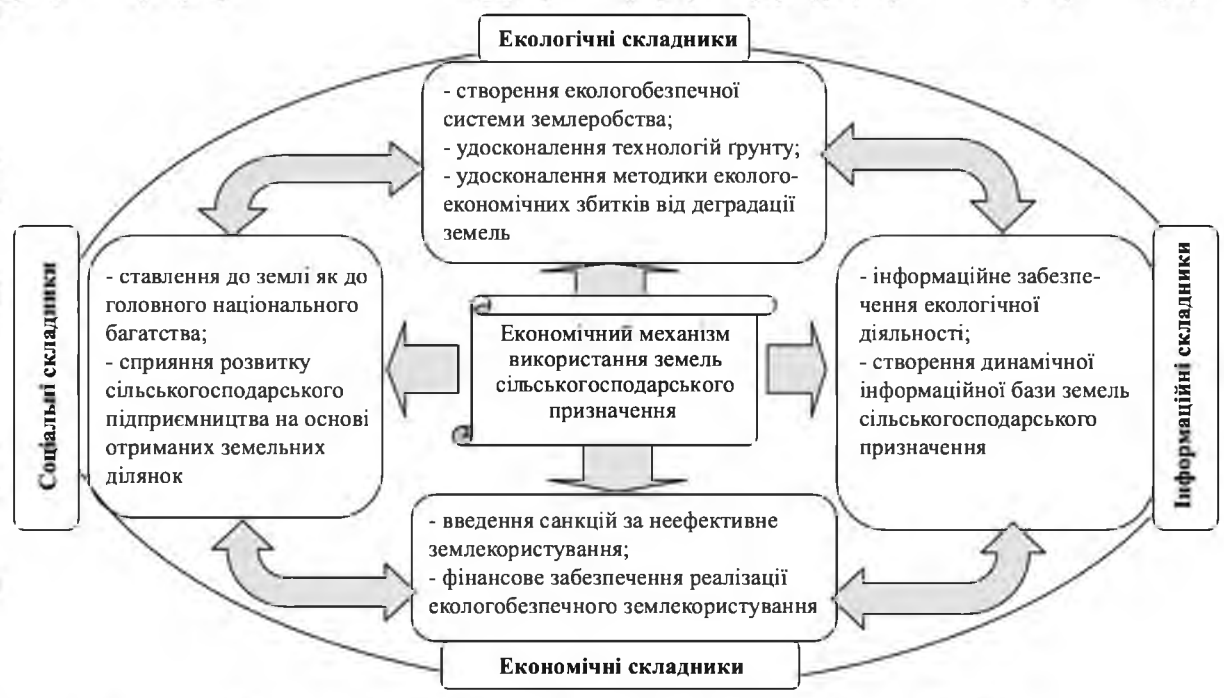 Екологічні складники
- створення екологобезпечної
системи землеробства;
- удосконалення технологій ґрунту;
- удосконалення методики еколого-
економічних збитків від деградації
земель
Соціальні складники
- ставлення до землі як до
головного національного
багатства;
- сприяння розвитку
сільськогосподарського
підприємництва на основі
отриманих земельних
ділянок
Економічний механізм
використання земель
сільськогосподарського
призначення
- інформаційне забезпе-
чення екологічної
діяльності;
- створення динамічної
інформаційної бази земель
сільськогосподарського
призначення
Інформаційні складники
- введення санкцій за неефективне
землекористування;
- фінансове забезпечення реалізації
екологобезпечного землекористування
Економічні складники